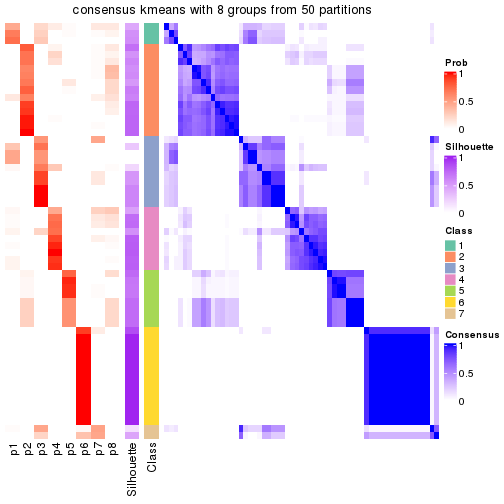 consensus kmeans with 8 groups from 50 partitions
Prob
1
0.5
0
Silhouette
1
0.5
0
Class
1
2
3
4
5
6
7
Consensus
1
0.5
0
p1
p2
p3
p4
p5
p6
p7
p8
Silhouette
Class